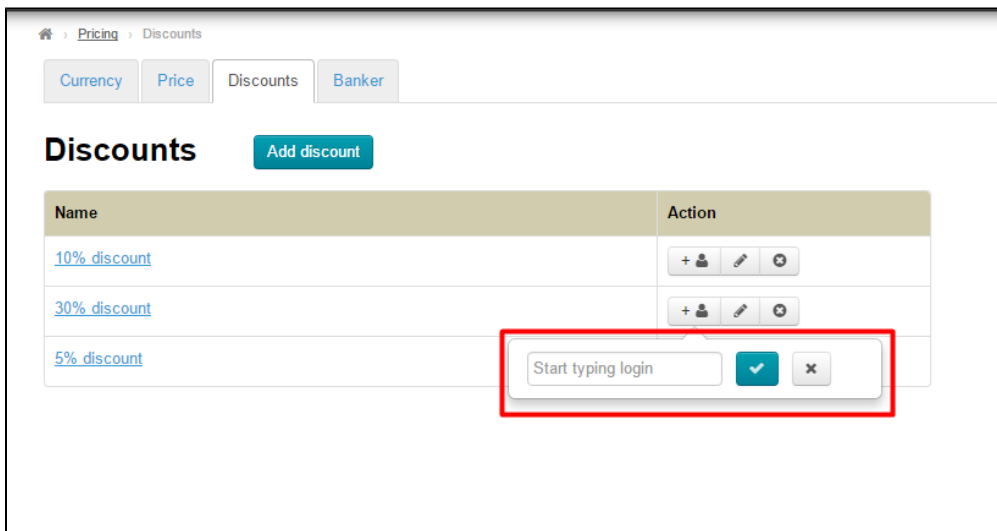 Pricing Discounts
Currency Price Discounts Banker
Discounts Add discount
Name Action
10% discount
30% discount
5% discount
Start typing login